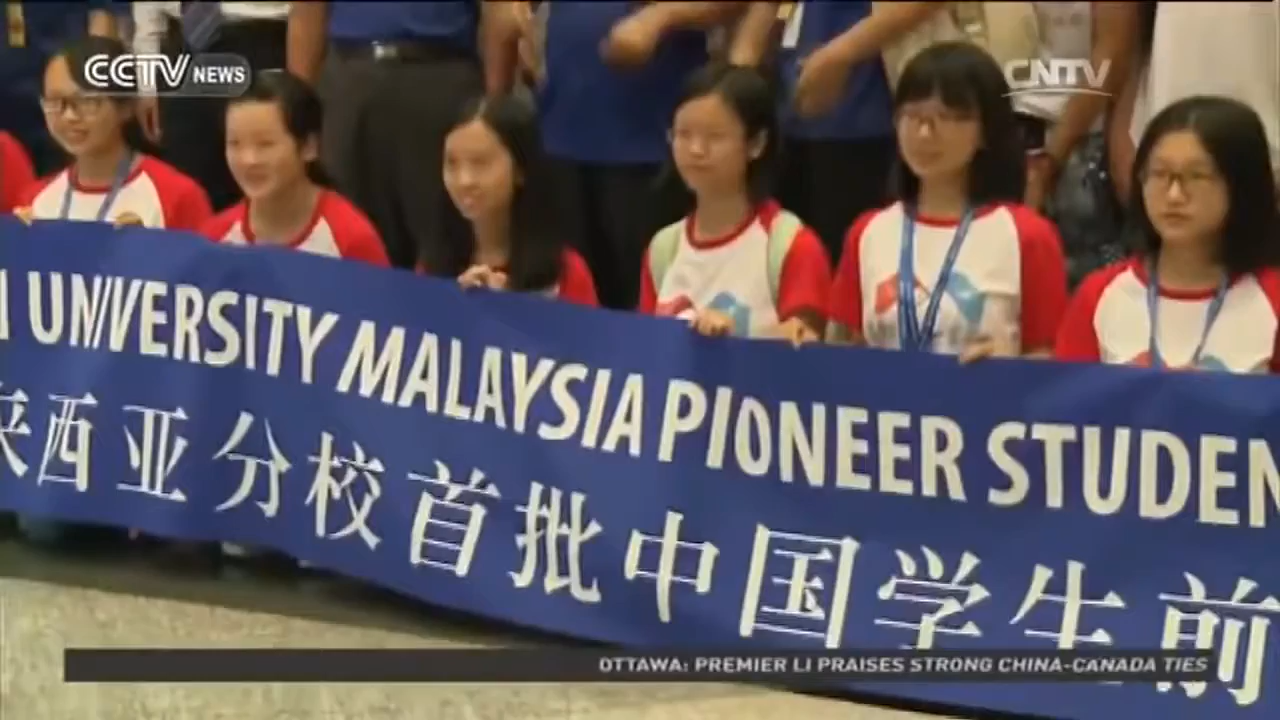 CCTV NEWS
CNTV
UNIVERSITY MALAYSIA PIONEER STUDEN
来西亚分校首批中国学生前
OTTAWA: PREMIER LI PRAISES STRONG CHINA-CANADA TIES